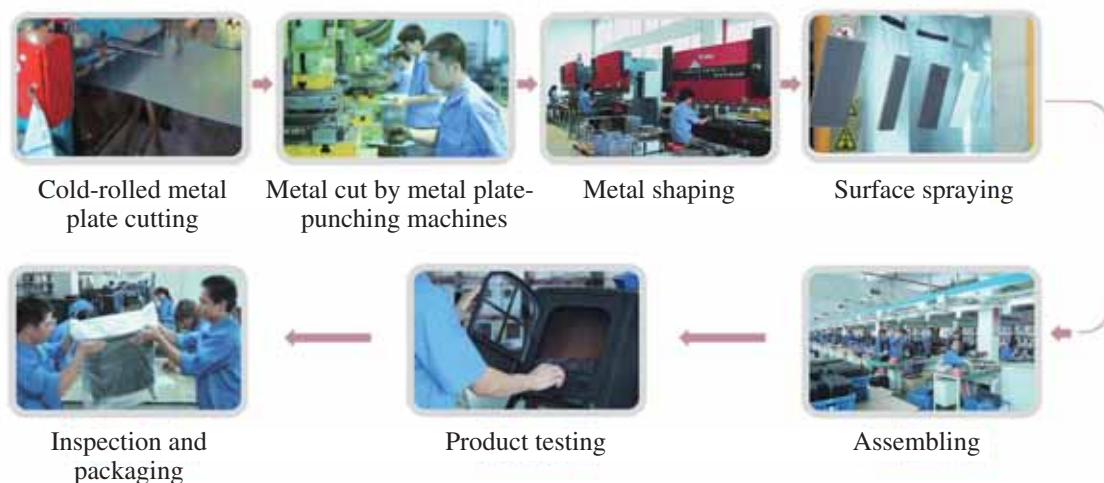 Cold-rolled metal
plate cutting
Metal cut by metal plate-
punching machines
Metal shaping
Surface spraying
Inspection and
packaging
Product testing
Assembling